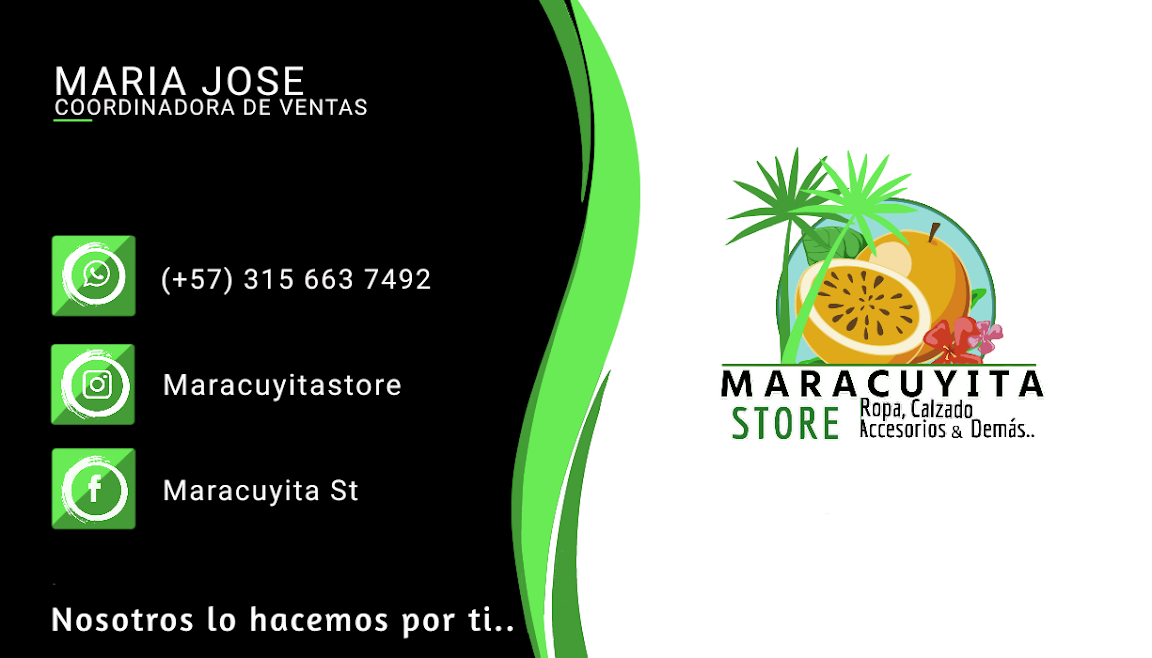 MARIA JOSE
COORDINADORA DE VENTAS
(+57) 315 663 7492
Maracuyitastore
Maracuyita St
Nosotros lo hacemos por ti..
MARACUYITA
STORE
Ropa, Calzado
Accesorios & Demás..